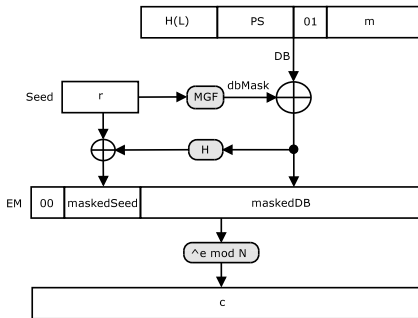 H(L) PS 01 m
DB
dbMask
Seed r MGF
H
EM 00 maskedSeed maskedDB
^e mod N
c